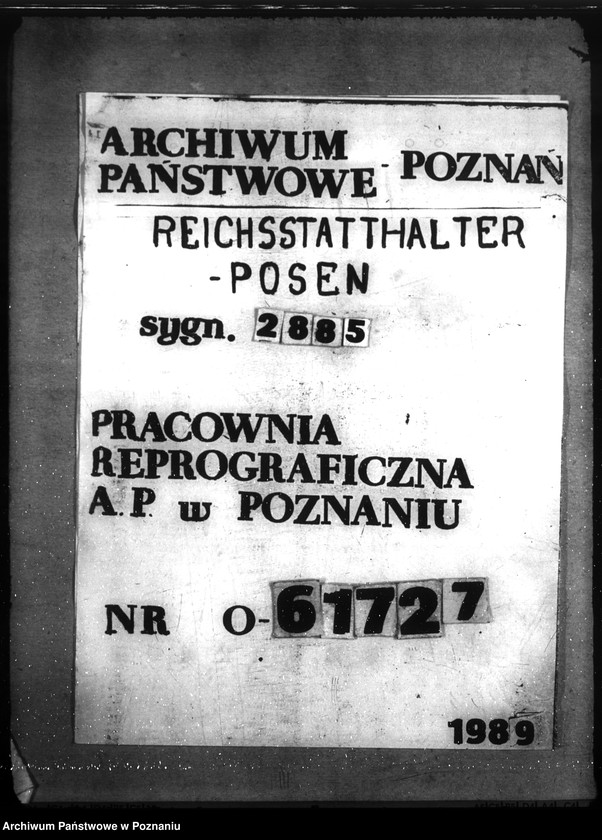 ARCHIWUM
PAŃSTWOWE - POZNAŃ
REICHSSTATTHALTER
-POSEN
sygn. 2885
PRACOWNIA
REPROGRAFICZNA
A.P. w POZNANIU
NR O-61727
1989
Archiwum Państwowe w Poznaniu